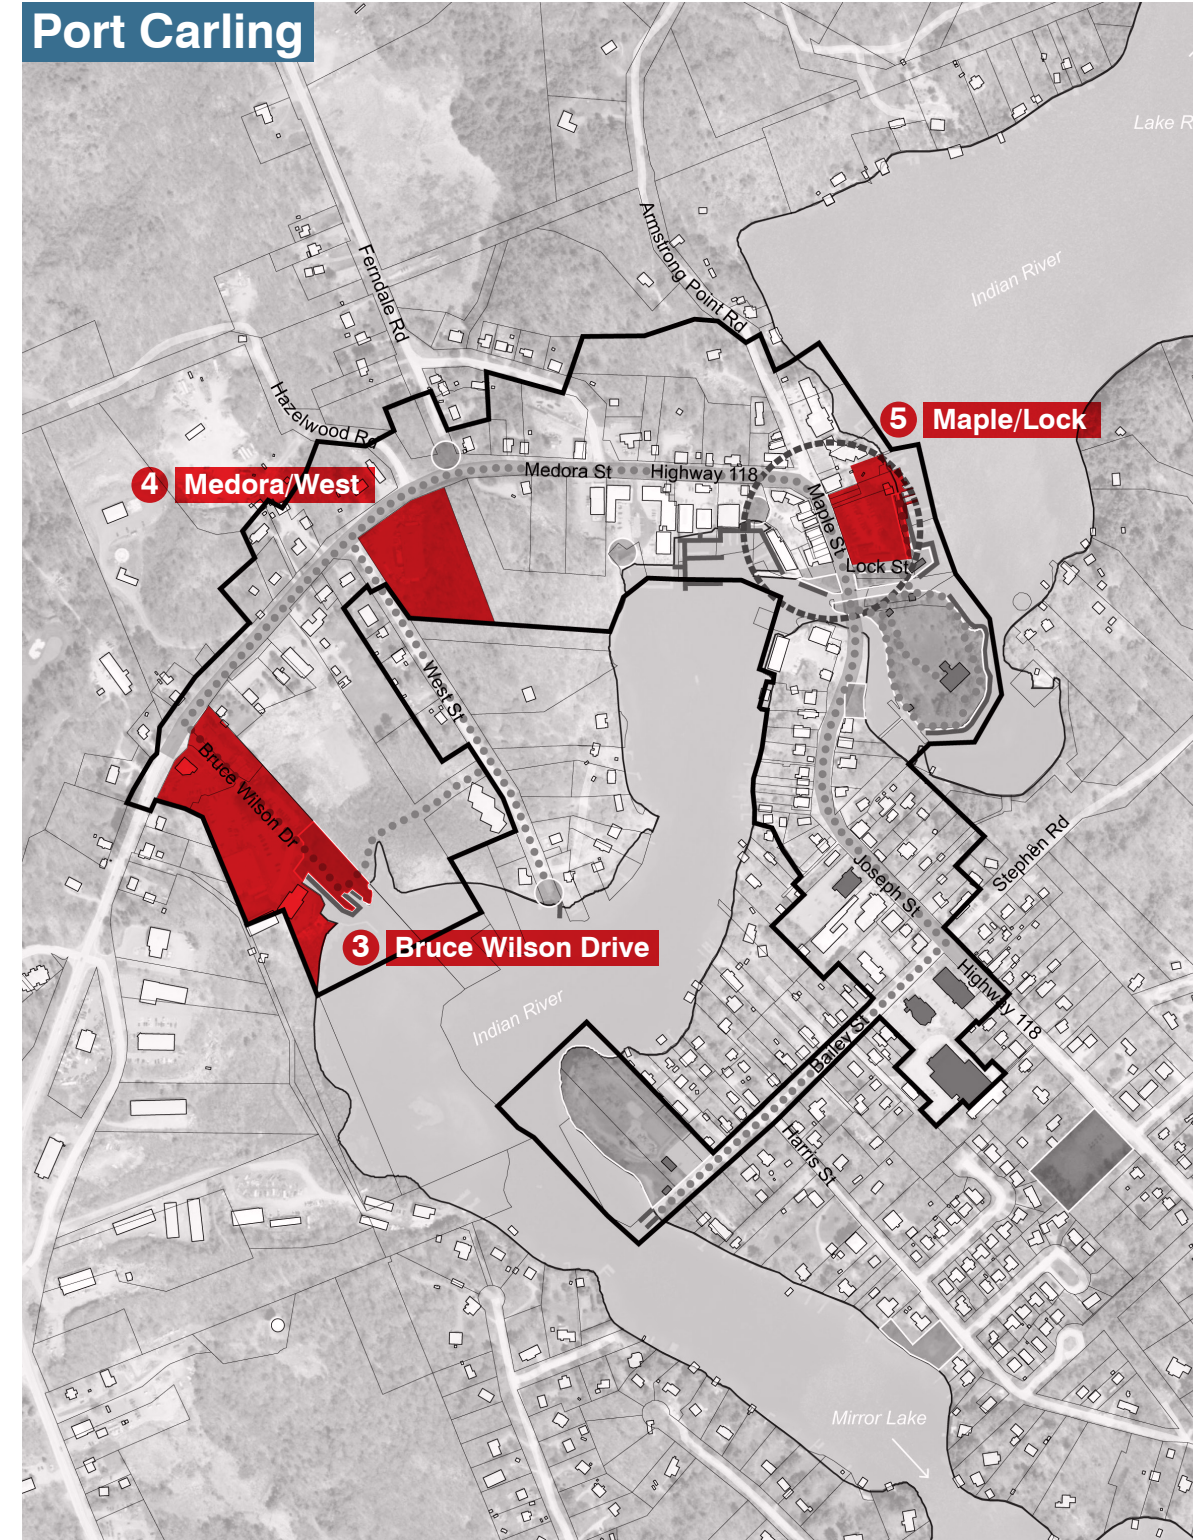 Port Carling
Lake R
Indian River
Armstrong Point Rd
Ferndale Rd
Hazelwood Rd
5 Maple/Lock
4 Medora/West
Medora St
Highway 118
Maple St
Lock St
West St
Bruce Wilson Dr
Stephen Rd
Joseph St
3 Bruce Wilson Drive
Highway 118
Indian River
Bailey St
Harris St
Mirror Lake